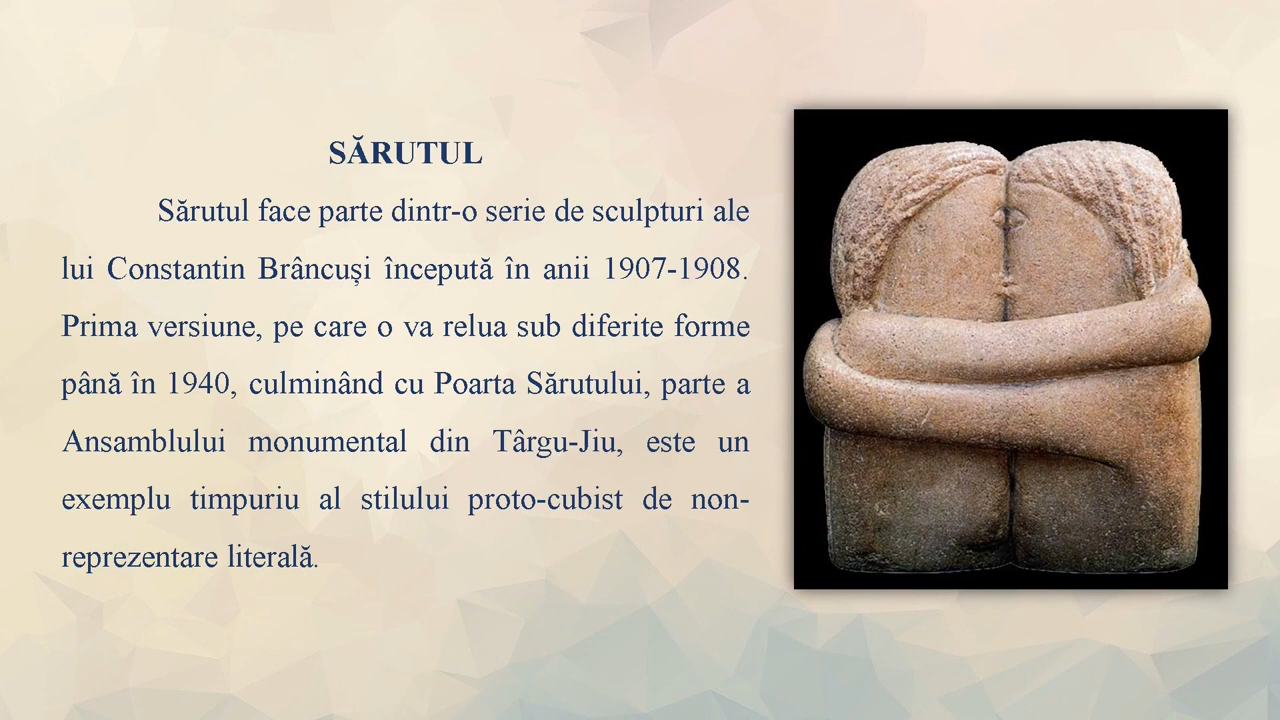 SĂRUTUL
Sărutul face parte dintr-o serie de sculpturi ale
lui Constantin Brâncuși începută în anii 1907-1908.
Prima versiune, pe care o va relua sub diferite forme
până în 1940, culminând cu Poarta Sărutului, parte a
Ansamblului monumental din Târgu-Jiu, este un
exemplu timpuriu al stilului proto-cubist de non-
reprezentare literală.